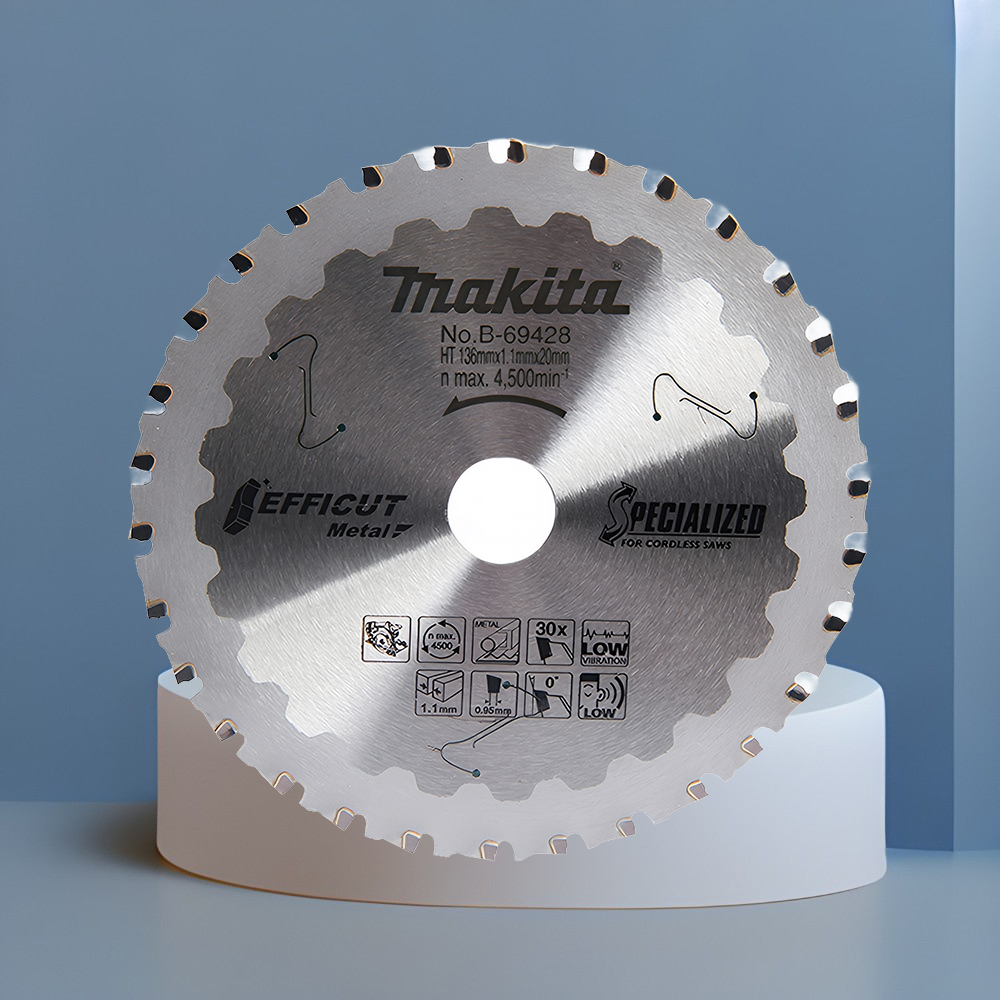 makita®
No.B-69428
HT 136mmx1.1mmx20mm
n max. 4,500min⁻¹
EFFICUT
Metal
SPECIALIZED
FOR CORDLESS SAWS
n max.
4500
METAL
30x
LOW
VIBRATION
1.1mm
0.95mm
0°
LOW